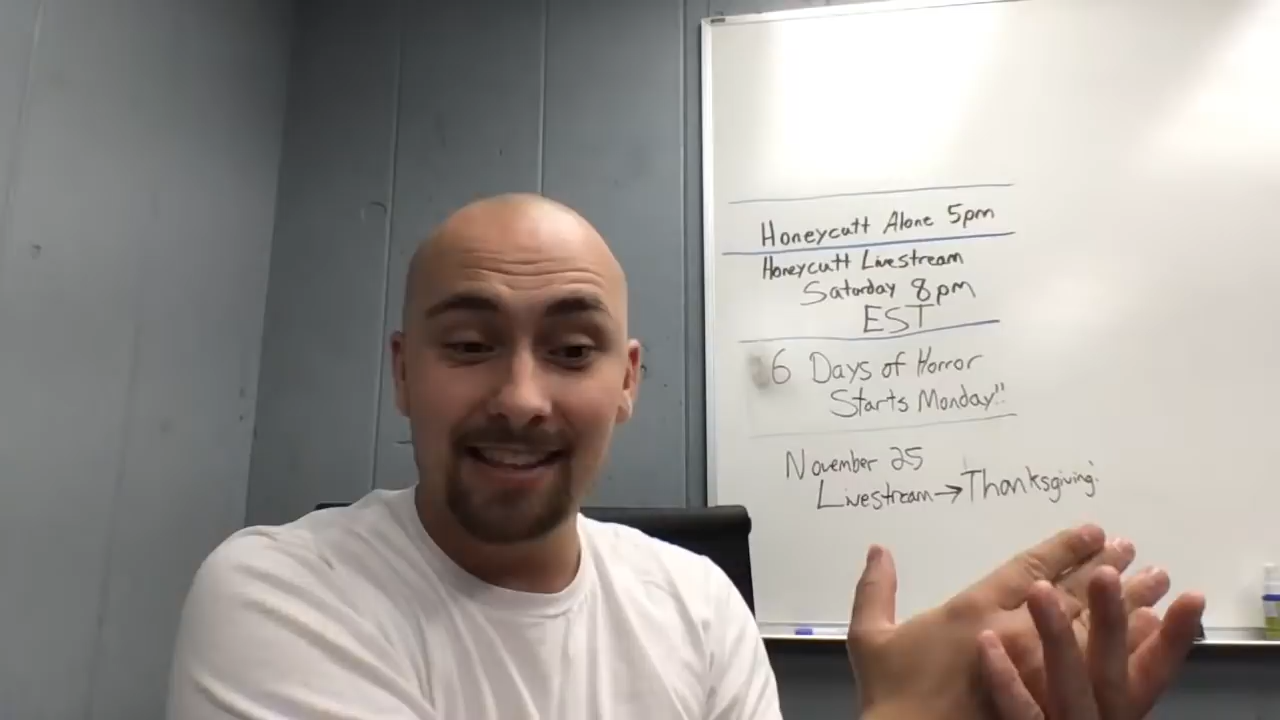 Honeycutt Alone 5pm
Honeycutt Livestream
Saturday 8pm
EST
6 Days of Horror
Starts Monday!!
November 25
Livestream → Thanksgiving!